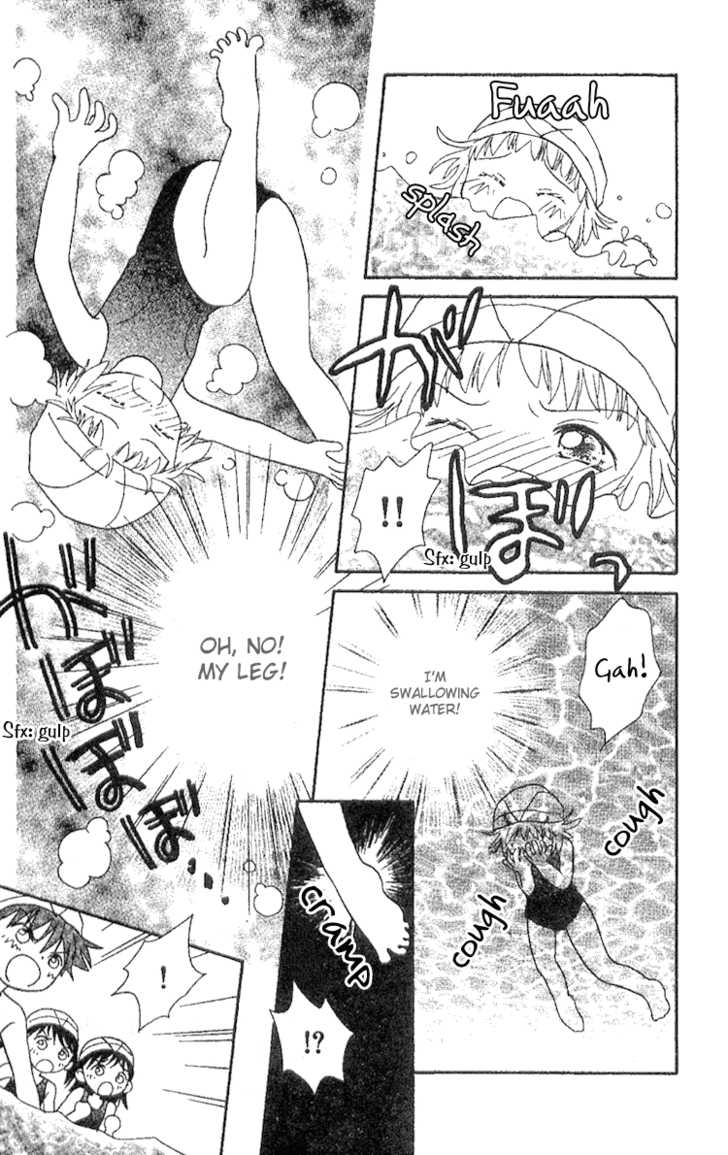 Fuaah
splash
がぼっ
!!
Sfx: gulp
Gah!
I'M
SWALLOWING
WATER!
cough
cough
cramp
!?
OH, NO!
MY LEG!
がぼぼぼ...
Sfx: gulp
!